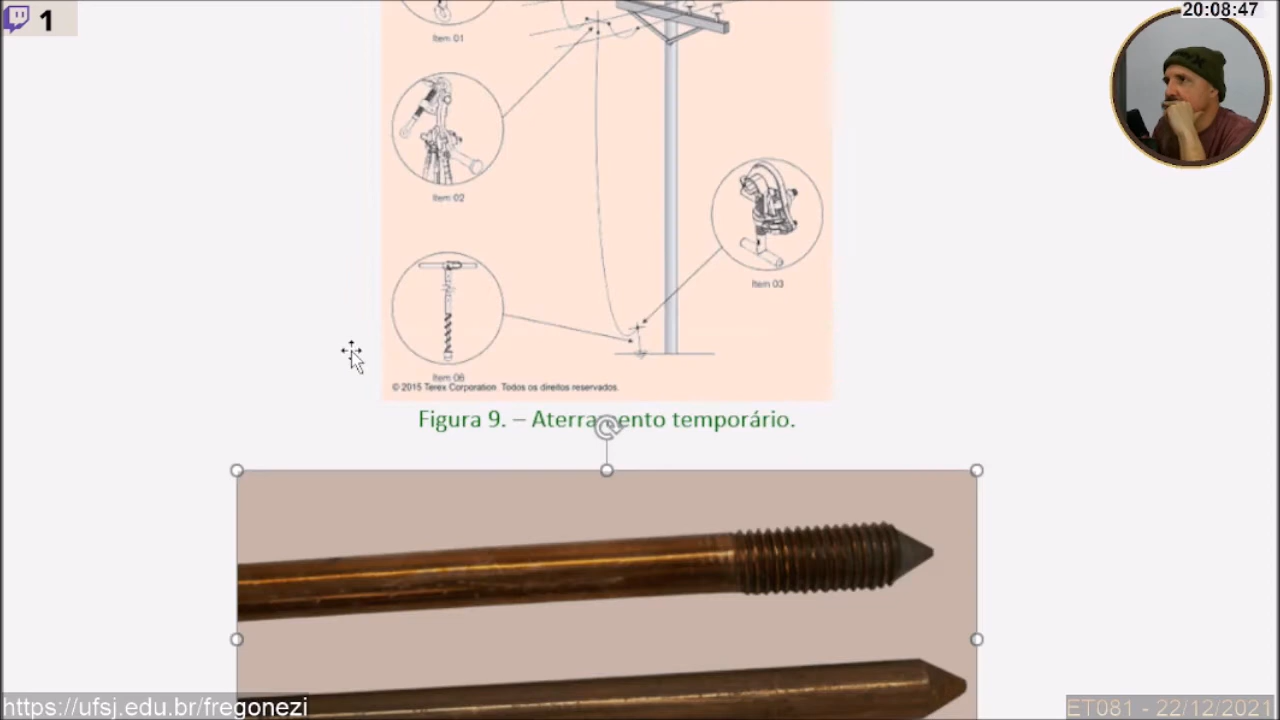 1
20:08:47
Item 01
Item 02
Item 03
Item 06
© 2015 Terex Corporation Todos os direitos reservados.
Figura 9. – Aterramento temporário.
https://ufsj.edu.br/fregonezi
ET081 - 22/12/2021